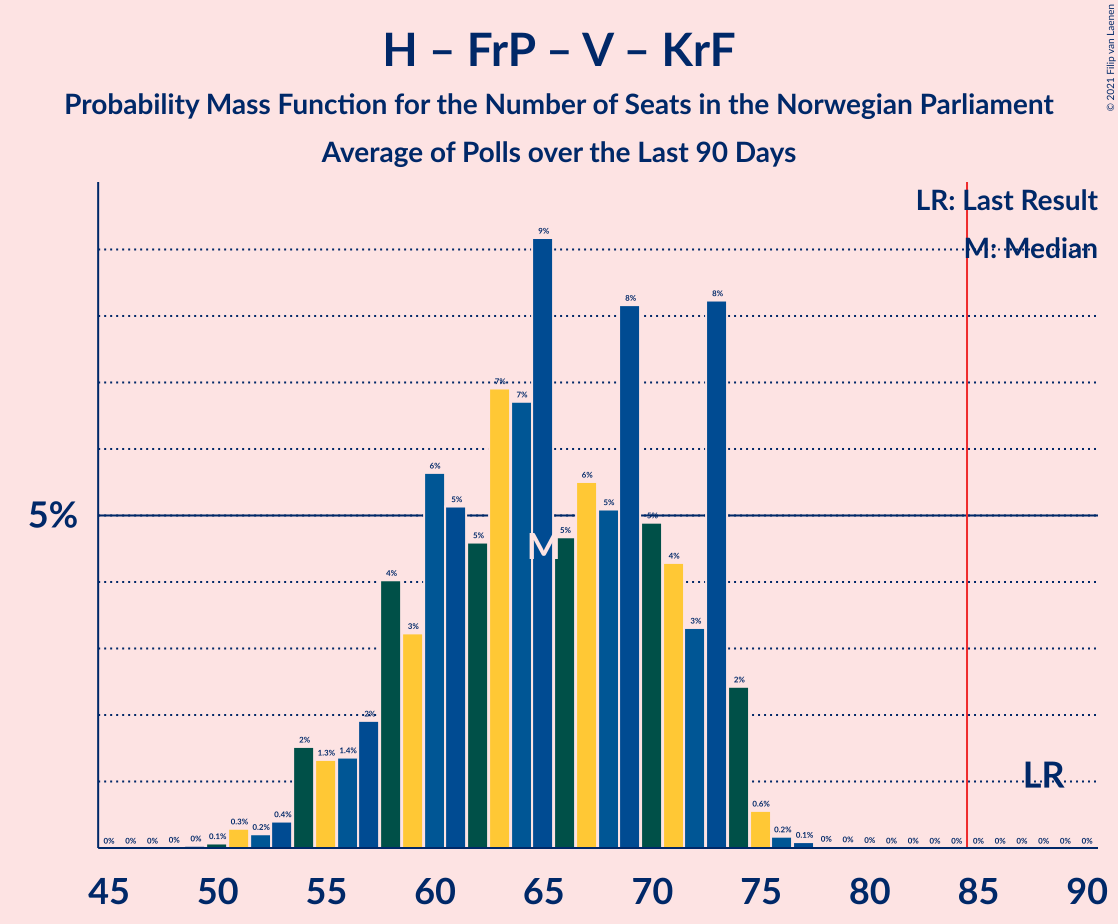 H – FrP – V – KrF
Probability Mass Function for the Number of Seats in the Norwegian Parliament
Average of Polls over the Last 90 Days
© 2021 Filip van Laenen
LR: Last Result
M: Median
5%
0% 0% 0% 0% 0% 0.1% 0.3% 0.2% 0.4% 2% 1.3% 1.4% 2% 4% 3% 6% 5% 5% 7% 7% 9% 5% 6% 5% 8% 5% 4% 3% 8% 2% 0.6% 0.2% 0.1% 0% 0% 0% 0% 0% 0% 0% 0% 0% 0% 0% 0% 0%
M
LR
45 50 55 60 65 70 75 80 85 90